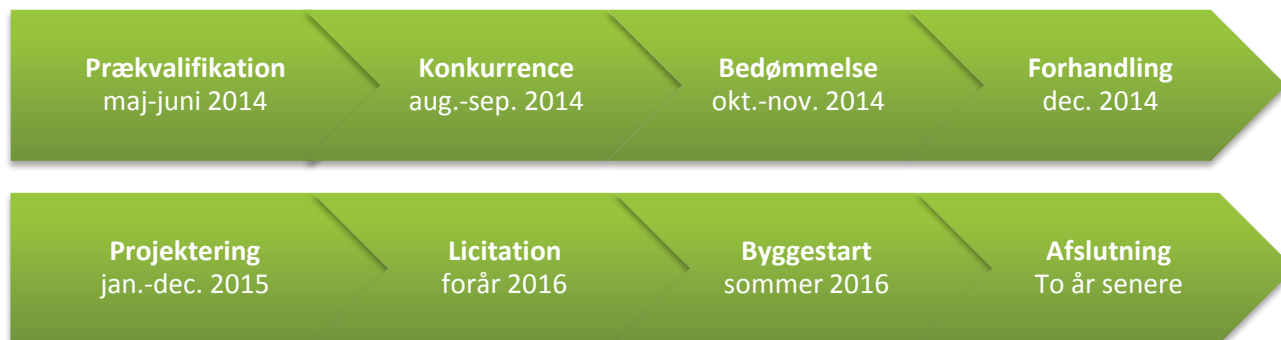 Prækvalifikation
maj-juni 2014
Konkurrence
aug.-sep. 2014
Bedømmelse
okt.-nov. 2014
Forhandling
dec. 2014
Projektering
jan.-dec. 2015
Licitation
forår 2016
Byggestart
sommer 2016
Afslutning
To år senere